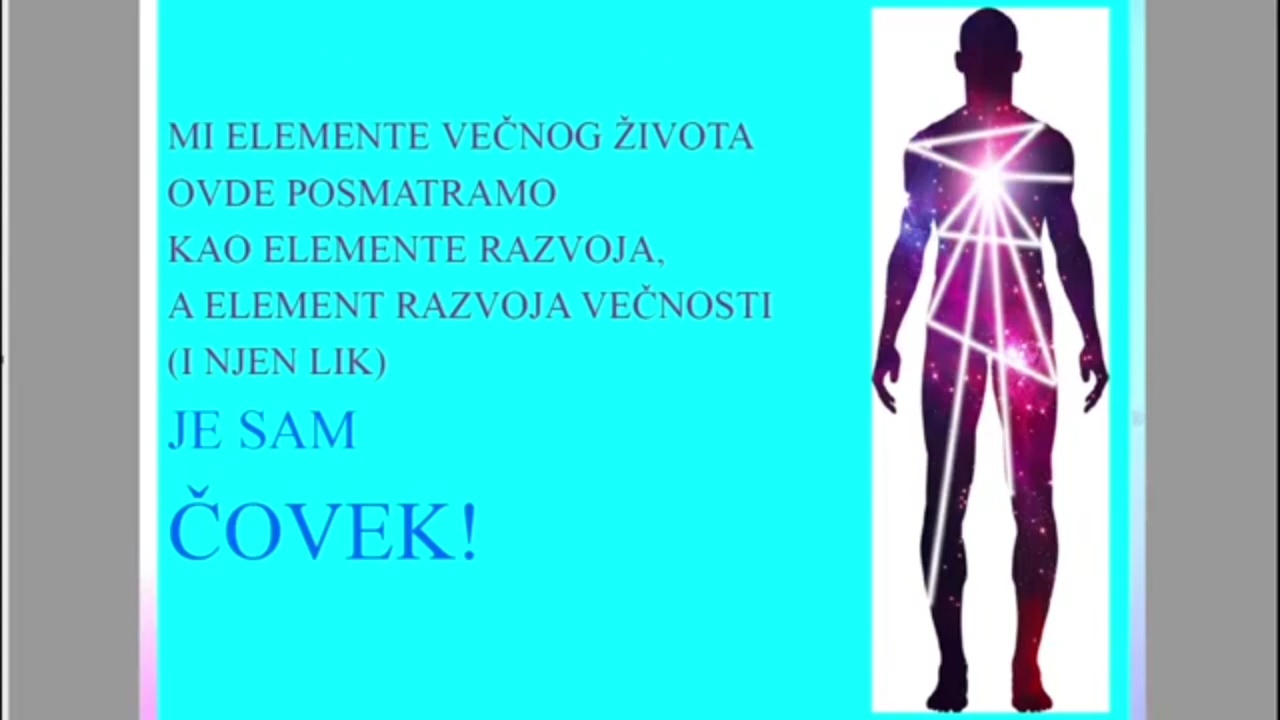 MI ELEMENTE VEČNOG ŽIVOTA
OVDE POSMATRAMO
KAO ELEMENTE RAZVOJA,
A ELEMENT RAZVOJA VEČNOSTI
(I NJEN LIK)
JE SAM
ČOVEK!